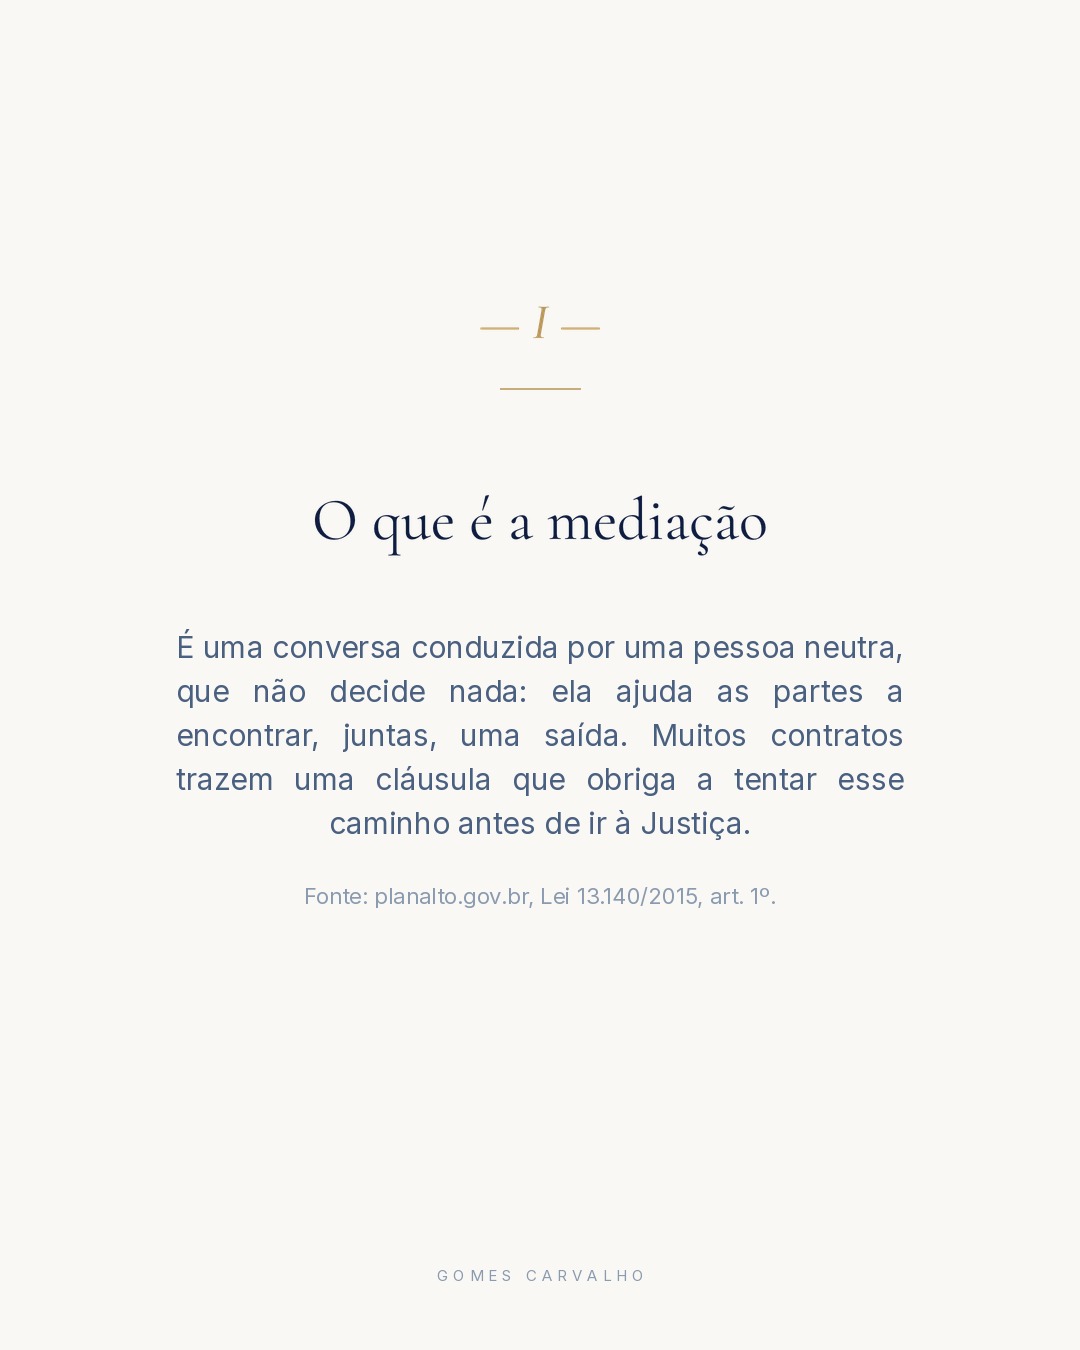 — I —
O que é a mediação
É uma conversa conduzida por uma pessoa neutra,
que não decide nada: ela ajuda as partes a
encontrar, juntas, uma saída. Muitos contratos
trazem uma cláusula que obriga a tentar esse
caminho antes de ir à Justiça.
Fonte: planalto.gov.br, Lei 13.140/2015, art. 1º.
GOMES CARVALHO